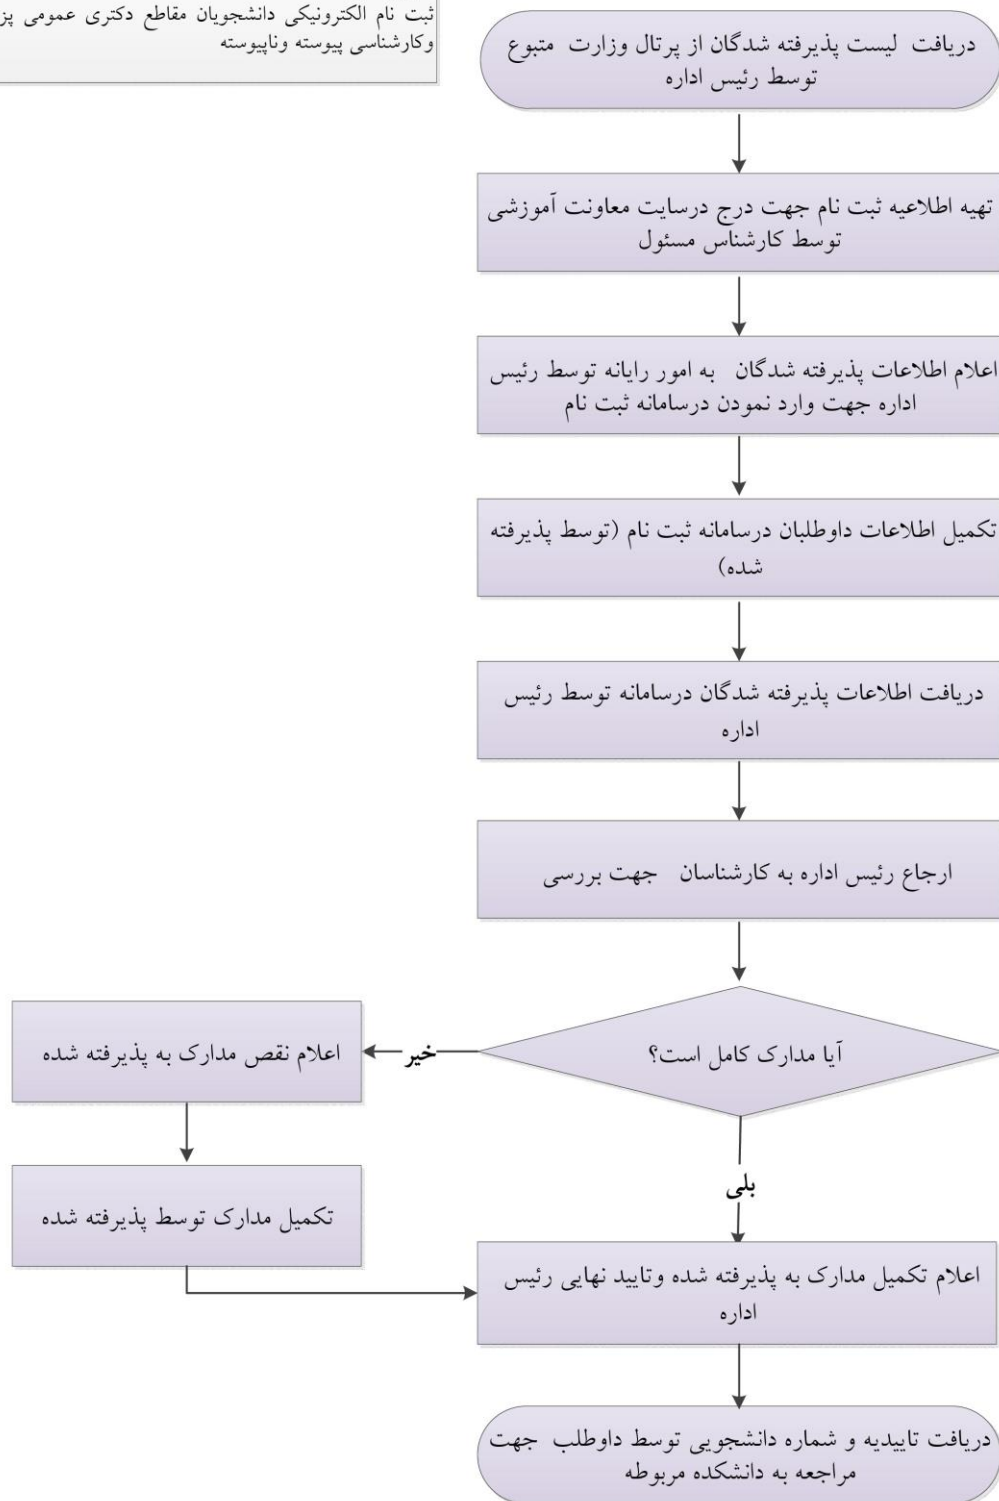 ثبت نام الکترونیکی دانشجویان مقاطع دکتری عمومی
وکارشناسی پیوسته وناپیوسته
دریافت لیست پذیرفته شدگان از پرتال وزارت متبوع
توسط رئیس اداره
تهیه اطلاعیه ثبت نام جهت درج درسایت معاونت آموزشی
توسط کارشناس مسئول
اعلام اطلاعات پذیرفته شدگان به امور رایانه توسط رئیس
اداره جهت وارد نمودن درسامانه ثبت نام
تکمیل اطلاعات داوطلبان درسامانه ثبت نام (توسط پذیرفته
شده)
دریافت اطلاعات پذیرفته شدگان درسامانه توسط رئیس
اداره
ارجاع رئیس اداره به کارشناسان جهت بررسی
آیا مدارک کامل است؟
خیر
اعلام نقص مدارک به پذیرفته شده
تکمیل مدارک توسط پذیرفته شده
بلی
اعلام تکمیل مدارک به پذیرفته شده وتایید نهایی رئیس
اداره
دریافت تاییدیه و شماره دانشجویی توسط داوطلب جهت
مراجعه به دانشکده مربوطه